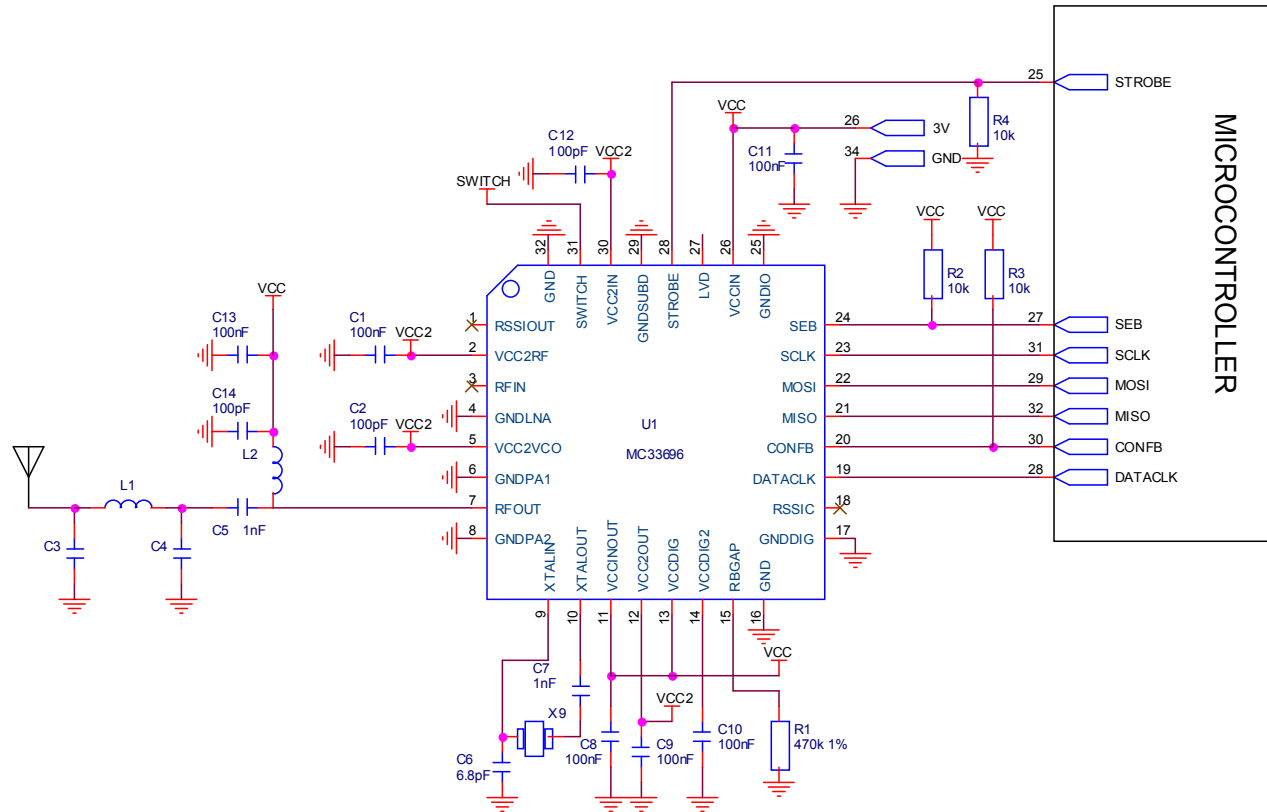 25
STROBE
VCC
26
3V
R4
10k
C12
100pF
VCC2
C11
100nF
34
GND
SWITCH
VCC
VCC
32
31
30
29
28
27
26
25
R2
10k
R3
10k
MICROCONTROLLER
GND
SWITCH
VCC2IN
GNDSUBD
STROBE
LVD
VCCIN
GNDIO
VCC
C13
100nF
C1
100nF
VCC2
1
RSSIOUT
SEB
24
27
SEB
2
VCC2RF
SCLK
23
31
SCLK
3
RFIN
MOSI
22
29
MOSI
C14
100pF
C2
100pF
VCC2
4
GNDLNA
U1
MISO
21
32
MISO
5
VCC2VCO
MC33696
CONFB
20
30
CONFB
L2
6
GNDPA1
DATACLK
19
28
DATACLK
L1
C5
1nF
7
RFOUT
RSSIC
18
C3
C4
8
GNDPA2
GNDDIG
17
XTALIN
XTALOUT
VCCINOUT
VCC2OUT
VCCDIG
VCCDIG2
RBGAP
GND
9
10
11
12
13
14
15
16
C7
1nF
VCC
X9
VCC2
C6
6.8pF
C8
100nF
C9
100nF
C10
100nF
R1
470k 1%